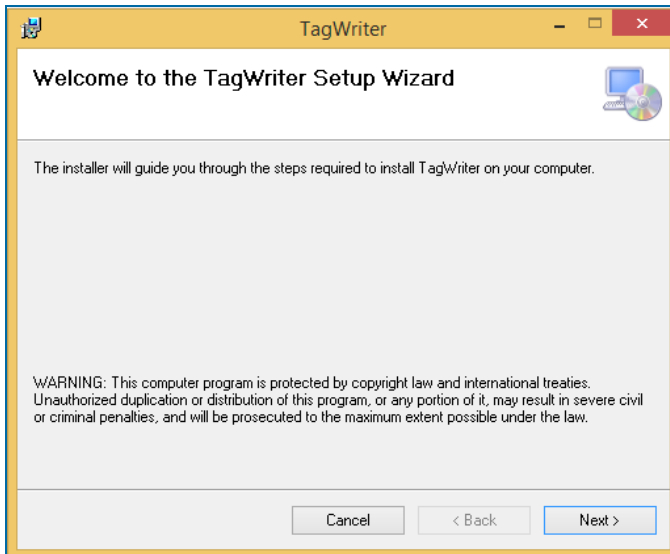 TagWriter
Welcome to the TagWriter Setup Wizard
The installer will guide you through the steps required to install TagWriter on your computer.
WARNING: This computer program is protected by copyright law and international treaties.
Unauthorized duplication or distribution of this program, or any portion of it, may result in severe civil
or criminal penalties, and will be prosecuted to the maximum extent possible under the law.
Cancel
< Back
Next >